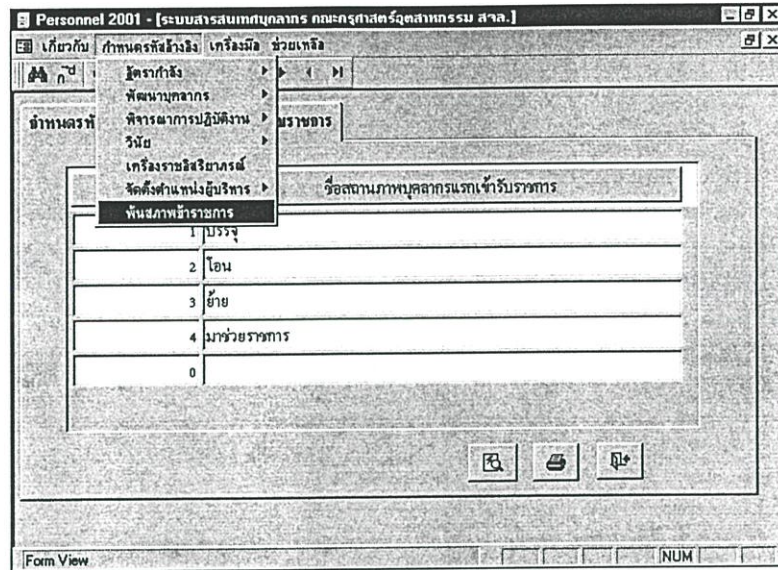 Personnel 2001 - [ระบบสารสนเทศบุคลากร คณะครุศาสตร์อุตสาหกรรม สจล.]
เกี่ยวกับ กำหนดรหัสอ้างอิง เครื่องมือ ช่วยเหลือ
อัตรากำลัง
พัฒนาบุคลากร
พิจารณาการปฏิบัติงาน
วินัย
เครื่องราชอิสริยาภรณ์
จัดตั้งตำแหน่งผู้บริหาร
พ้นสภาพข้าราชการ
ชื่อสถานภาพบุคลากรแรกเข้ารับราชการ
1 บรรจุ
2 โอน
3 ย้าย
4 มาช่วยราชการ
0
Form View NUM